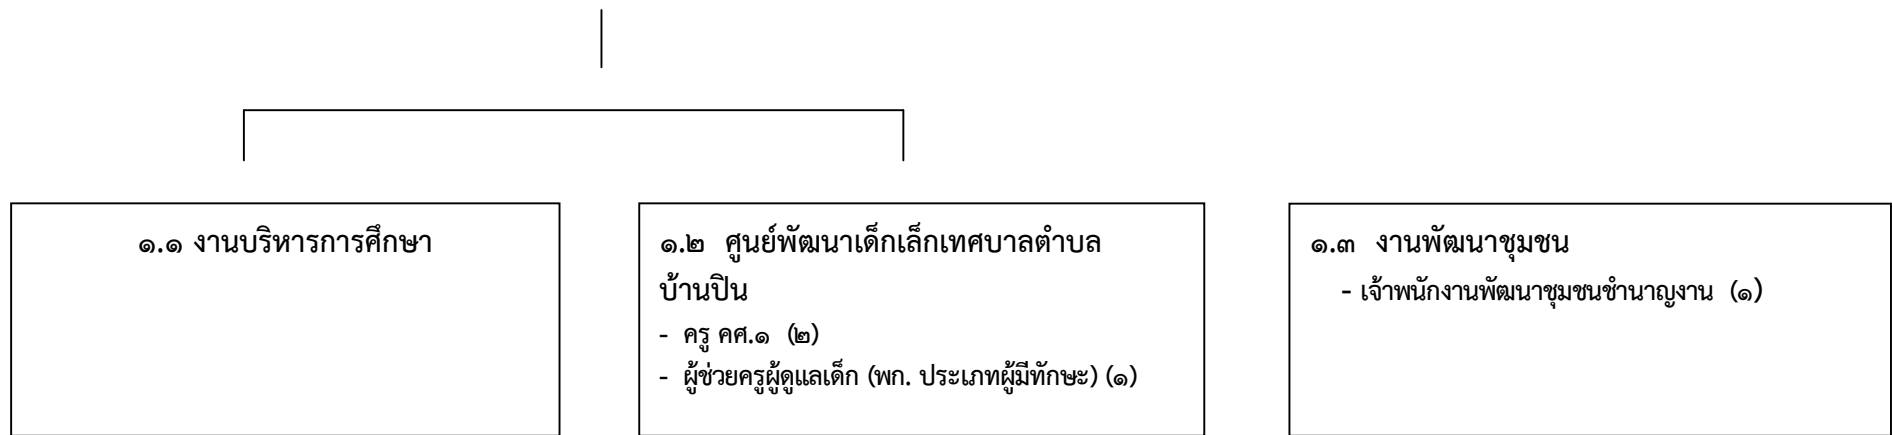 ๑.๑ งานบริหารการศึกษา
๑.๒ ศูนย์พัฒนาเด็กเล็กเทศบาลตำบล
บ้านปิน
- ครู คศ.๑ (๒)
- ผู้ช่วยครูผู้ดูแลเด็ก (พก. ประเภทผู้มีทักษะ) (๑)
๑.๓ งานพัฒนาชุมชน
- เจ้าพนักงานพัฒนาชุมชนชำนาญงาน (๑)